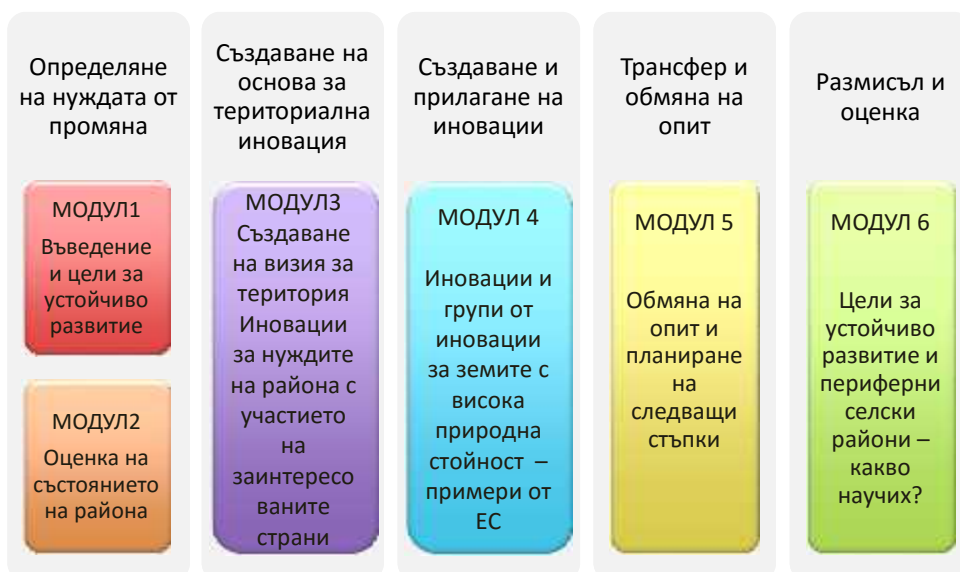 Определяне
на нуждата от
промяна
МОДУЛ1
Въведение
и цели за
устойчиво
развитие
МОДУЛ2
Оценка на
състоянието
на района
Създаване на
основа за
териториална
иновация
МОДУЛ3
Създаване
на визия за
територия
Иновации
за нуждите
на района с
участието
на
заинтересо
ваните
страни
Създаване и
прилагане на
иновации
МОДУЛ 4
Иновации и
групи от
иновации
за земите с
висока
природна
стойност –
примери от
ЕС
Трансфер и
обмяна на
опит
МОДУЛ 5
Обмяна на
опит и
планиране
на
следващи
стъпки
Размисъл и
оценка
МОДУЛ 6
Цели за
устойчиво
развитие и
периферни
селски
райони –
какво
научих?